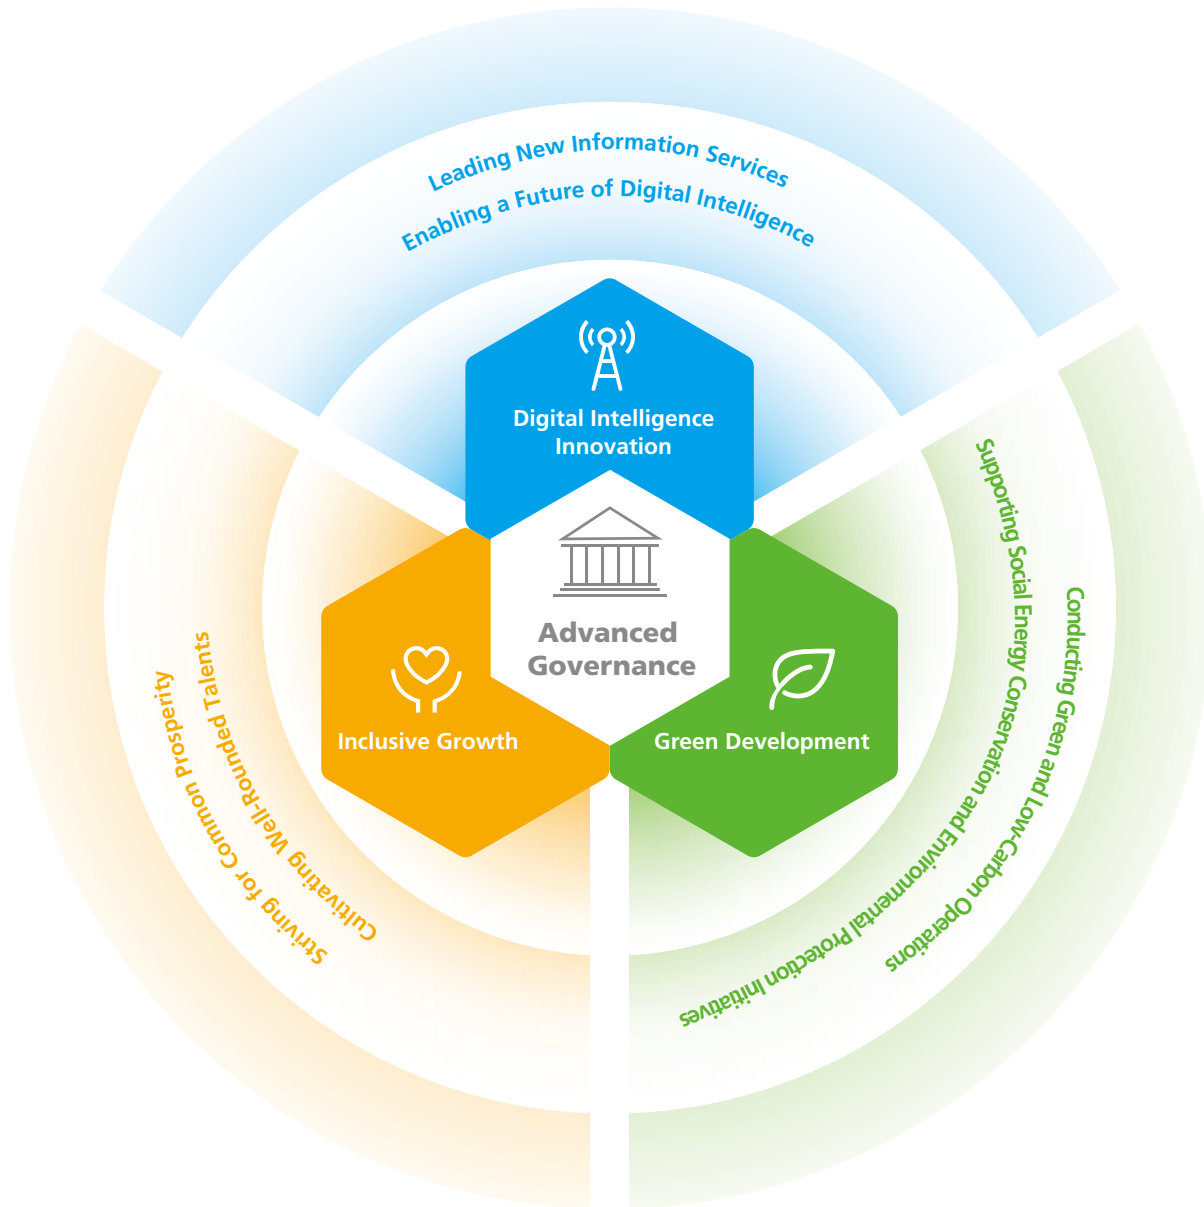 Leading New Information Services
Enabling a Future of Digital Intelligence
Digital Intelligence
Innovation
Advanced
Governance
Inclusive Growth
Green Development
Striving for Common Prosperity
Cultivating Well-Rounded Talents
Supporting Social Energy Conservation and Environmental Protection Initiatives
Conducting Green and Low-Carbon Operations